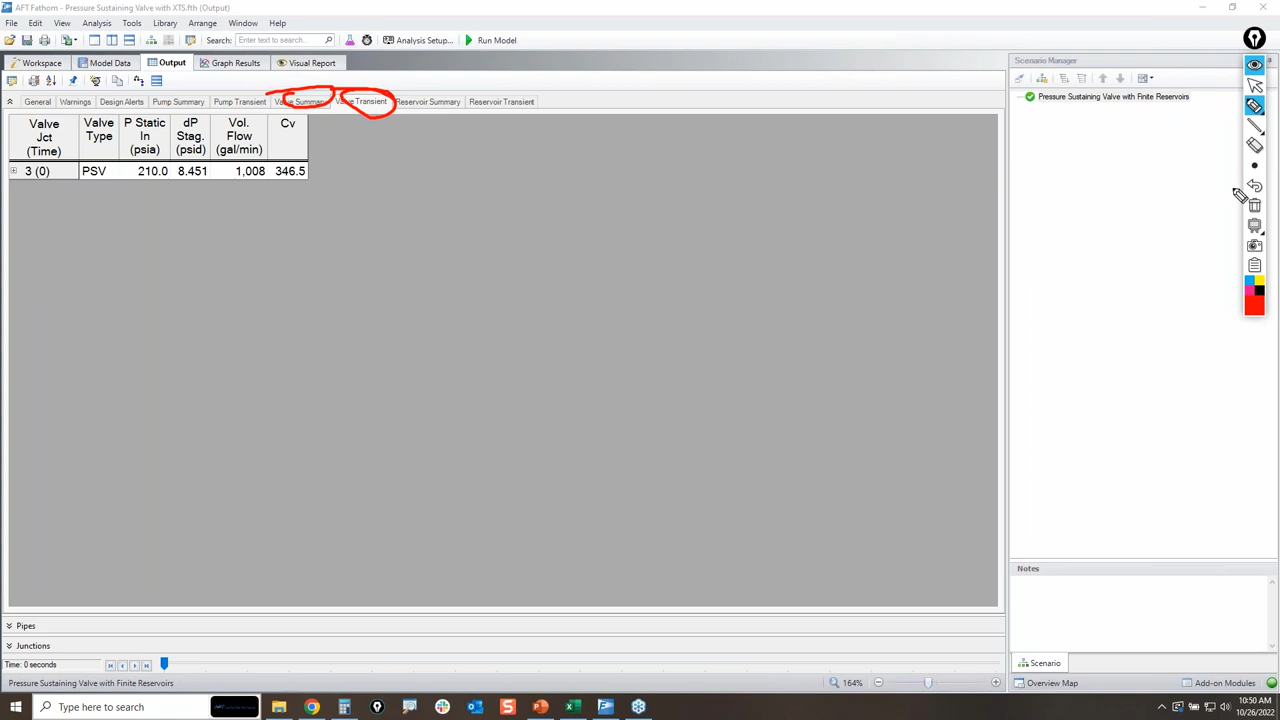 AFT Fathom - Pressure Sustaining Valve with XTS.fth (Output)
File Edit View Analysis Tools Library Arrange Window Help
Search: Enter text to search... Analysis Setup... Run Model
Workspace Model Data Output Graph Results Visual Report
General Warnings Design Alerts Pump Summary Pump Transient Valve Summary Valve Transient Reservoir Summary Reservoir Transient
Valve Jct (Time) Valve Type P Static In (psia) dP Stag. (psid) Vol. Flow (gal/min) Cv
3 (0) PSV 210.0 8.451 1,008 346.5
Pipes
Junctions
Time: 0 seconds
Pressure Sustaining Valve with Finite Reservoirs
164%
Scenario Manager
Pressure Sustaining Valve with Finite Reservoirs
Notes
Scenario
Overview Map Add-on Modules
Type here to search
10:50 AM
10/26/2022